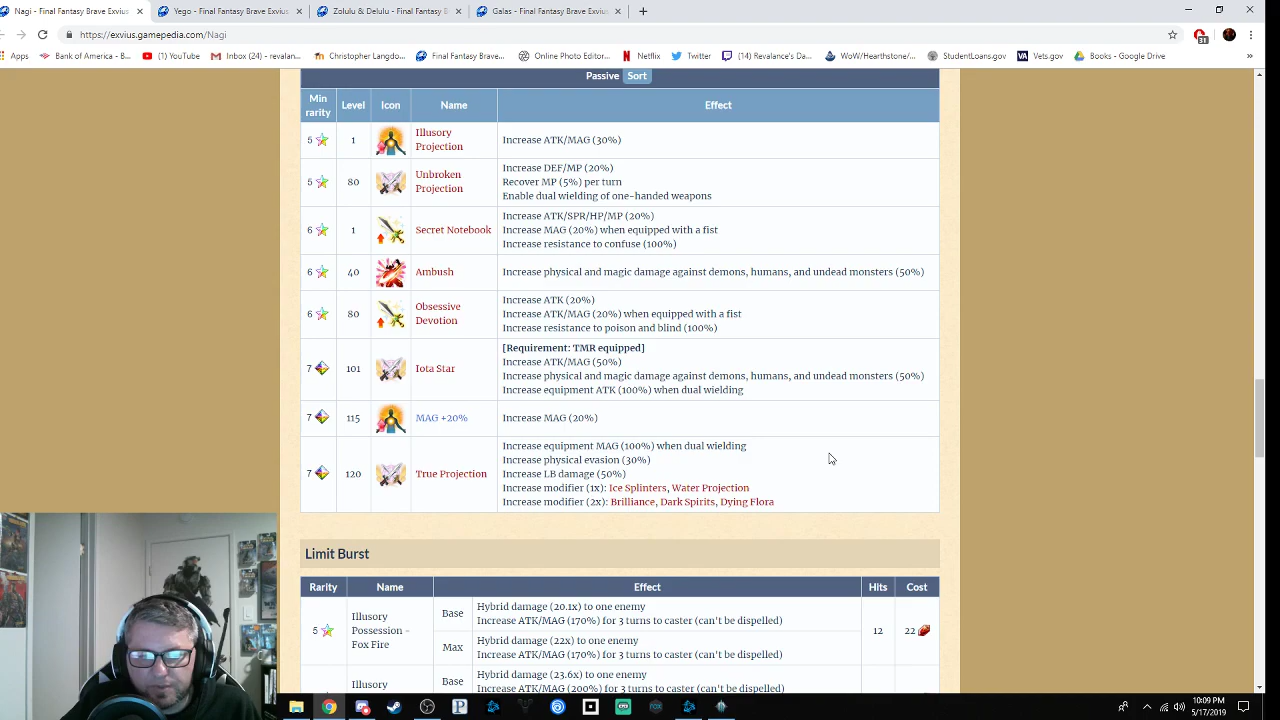 Nagi - Final Fantasy Brave Exvius
Yego - Final Fantasy Brave Exvius
Zolulu & Delulu - Final Fantasy B
Galas - Final Fantasy Brave Exvius
https://exvius.gamepedia.com/Nagi
31
Apps
Bank of America - B...
(1) YouTube
Inbox (24) - revalan...
Christopher Langdo...
Final Fantasy Brave...
Online Photo Editor...
Netflix
Twitter
(14) Revalance's Da...
WoW/Hearthstone/...
StudentLoans.gov
Vets.gov
Books - Google Drive
»
Passive Sort
Min rarity Level Icon Name Effect
5 1 Illusory Projection Increase ATK/MAG (30%)
5 80 Unbroken Projection Increase DEF/MP (20%)
Recover MP (5%) per turn
Enable dual wielding of one-handed weapons
6 1 Secret Notebook Increase ATK/SPR/HP/MP (20%)
Increase MAG (20%) when equipped with a fist
Increase resistance to confuse (100%)
6 40 Ambush Increase physical and magic damage against demons, humans, and undead monsters (50%)
6 80 Obsessive Devotion Increase ATK (20%)
Increase ATK/MAG (20%) when equipped with a fist
Increase resistance to poison and blind (100%)
7 101 Iota Star [Requirement: TMR equipped]
Increase ATK/MAG (50%)
Increase physical and magic damage against demons, humans, and undead monsters (50%)
Increase equipment ATK (100%) when dual wielding
7 115 MAG +20% Increase MAG (20%)
7 120 True Projection Increase equipment MAG (100%) when dual wielding
Increase physical evasion (30%)
Increase LB damage (50%)
Increase modifier (1x): Ice Splinters, Water Projection
Increase modifier (2x): Brilliance, Dark Spirits, Dying Flora
Limit Burst
Rarity Name Effect Hits Cost
5 Illusory Possession - Fox Fire Base Hybrid damage (20.1x) to one enemy
Increase ATK/MAG (170%) for 3 turns to caster (can't be dispelled)
12 22
Max Hybrid damage (22x) to one enemy
Increase ATK/MAG (170%) for 3 turns to caster (can't be dispelled)
Illusory Base Hybrid damage (23.6x) to one enemy
Increase ATK/MAG (200%) for 3 turns to caster (can't be dispelled)
10:09 PM
5/17/2019